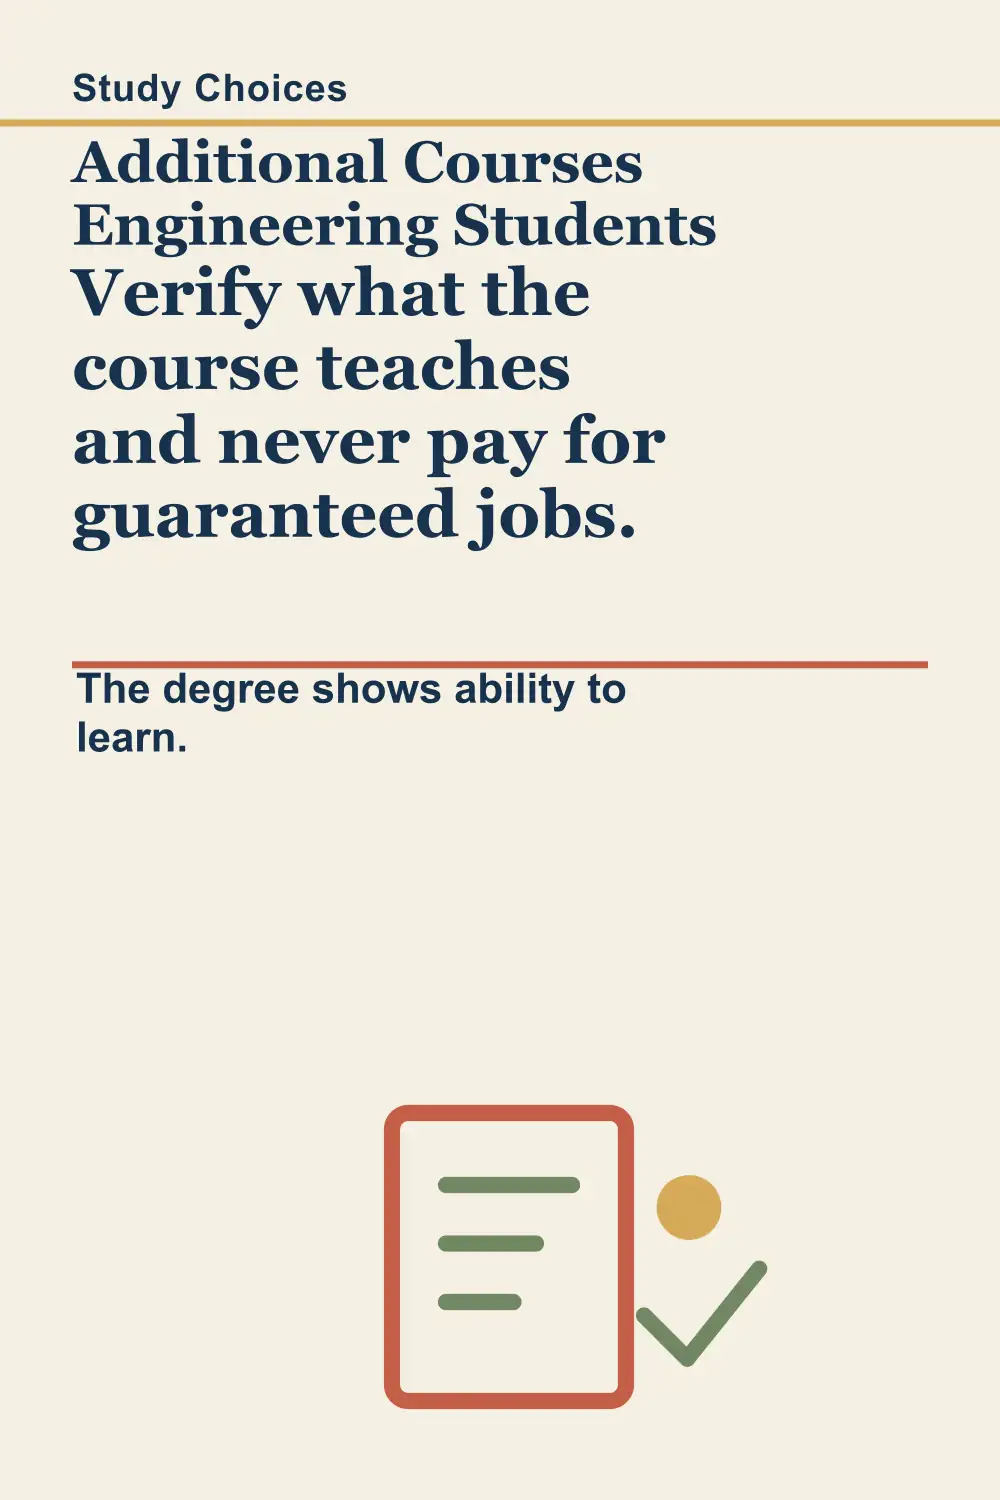 Study Choices
Additional Courses
Engineering Students
Verify what the
course teaches
and never pay for
guaranteed jobs.
The degree shows ability to
learn.